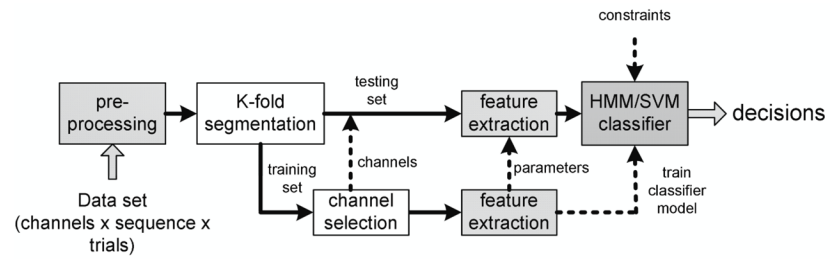 constraints
pre-
processing
K-fold
segmentation
testing
set
feature
extraction
HMM/SVM
classifier
decisions
training
set
channels
parameters
train
classifier
model
Data set
(channels x sequence x
trials)
channel
selection
feature
extraction